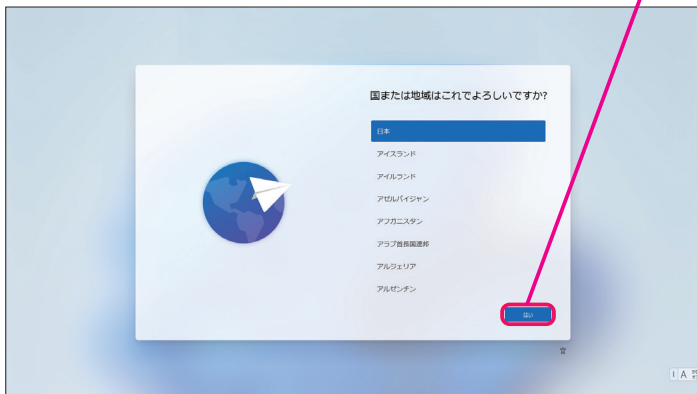 国または地域はこれでよろしいですか?
日本
アイスランド
アイルランド
アゼルバイジャン
アフガニスタン
アラブ首長国連邦
アルジェリア
アルゼンチン
はい
A